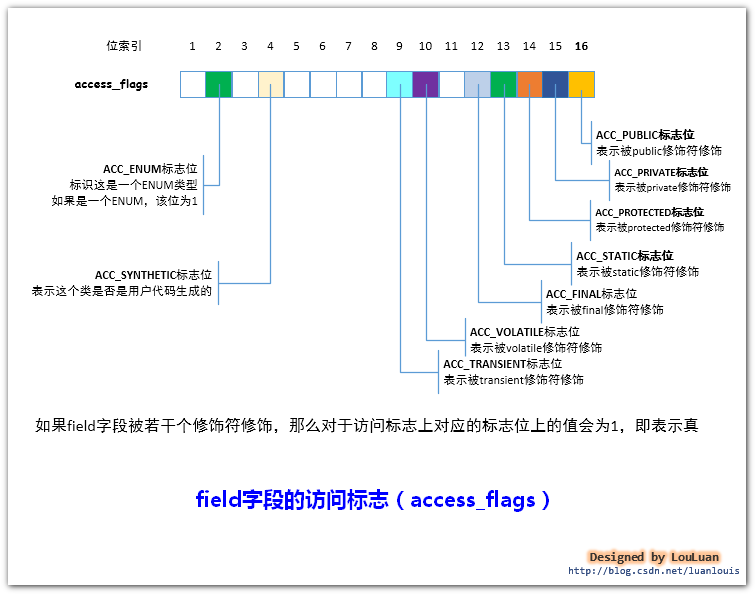 位索引 1 2 3 4 5 6 7 8 9 10 11 12 13 14 15 16
access_flags
ACC_PUBLIC标志位
表示被public修饰符修饰
ACC_ENUM标志位
标识这是一个ENUM类型
如果是一个ENUM，该位为1
ACC_PRIVATE标志位
表示被private修饰符修饰
ACC_PROTECTED标志位
表示被protected修饰符修饰
ACC_STATIC标志位
表示被static修饰符修饰
ACC_SYNTHETIC标志位
表示这个类是否是用户代码生成的
ACC_FINAL标志位
表示被final修饰符修饰
ACC_VOLATILE标志位
表示被volatile修饰符修饰
ACC_TRANSIENT标志位
表示被transient修饰符修饰
如果field字段被若干个修饰符修饰，那么对于访问标志上对应的标志位上的值会为1，即表示真
field字段的访问标志（access_flags）
Designed by LouLuan
http://blog.csdn.net/luanlouis